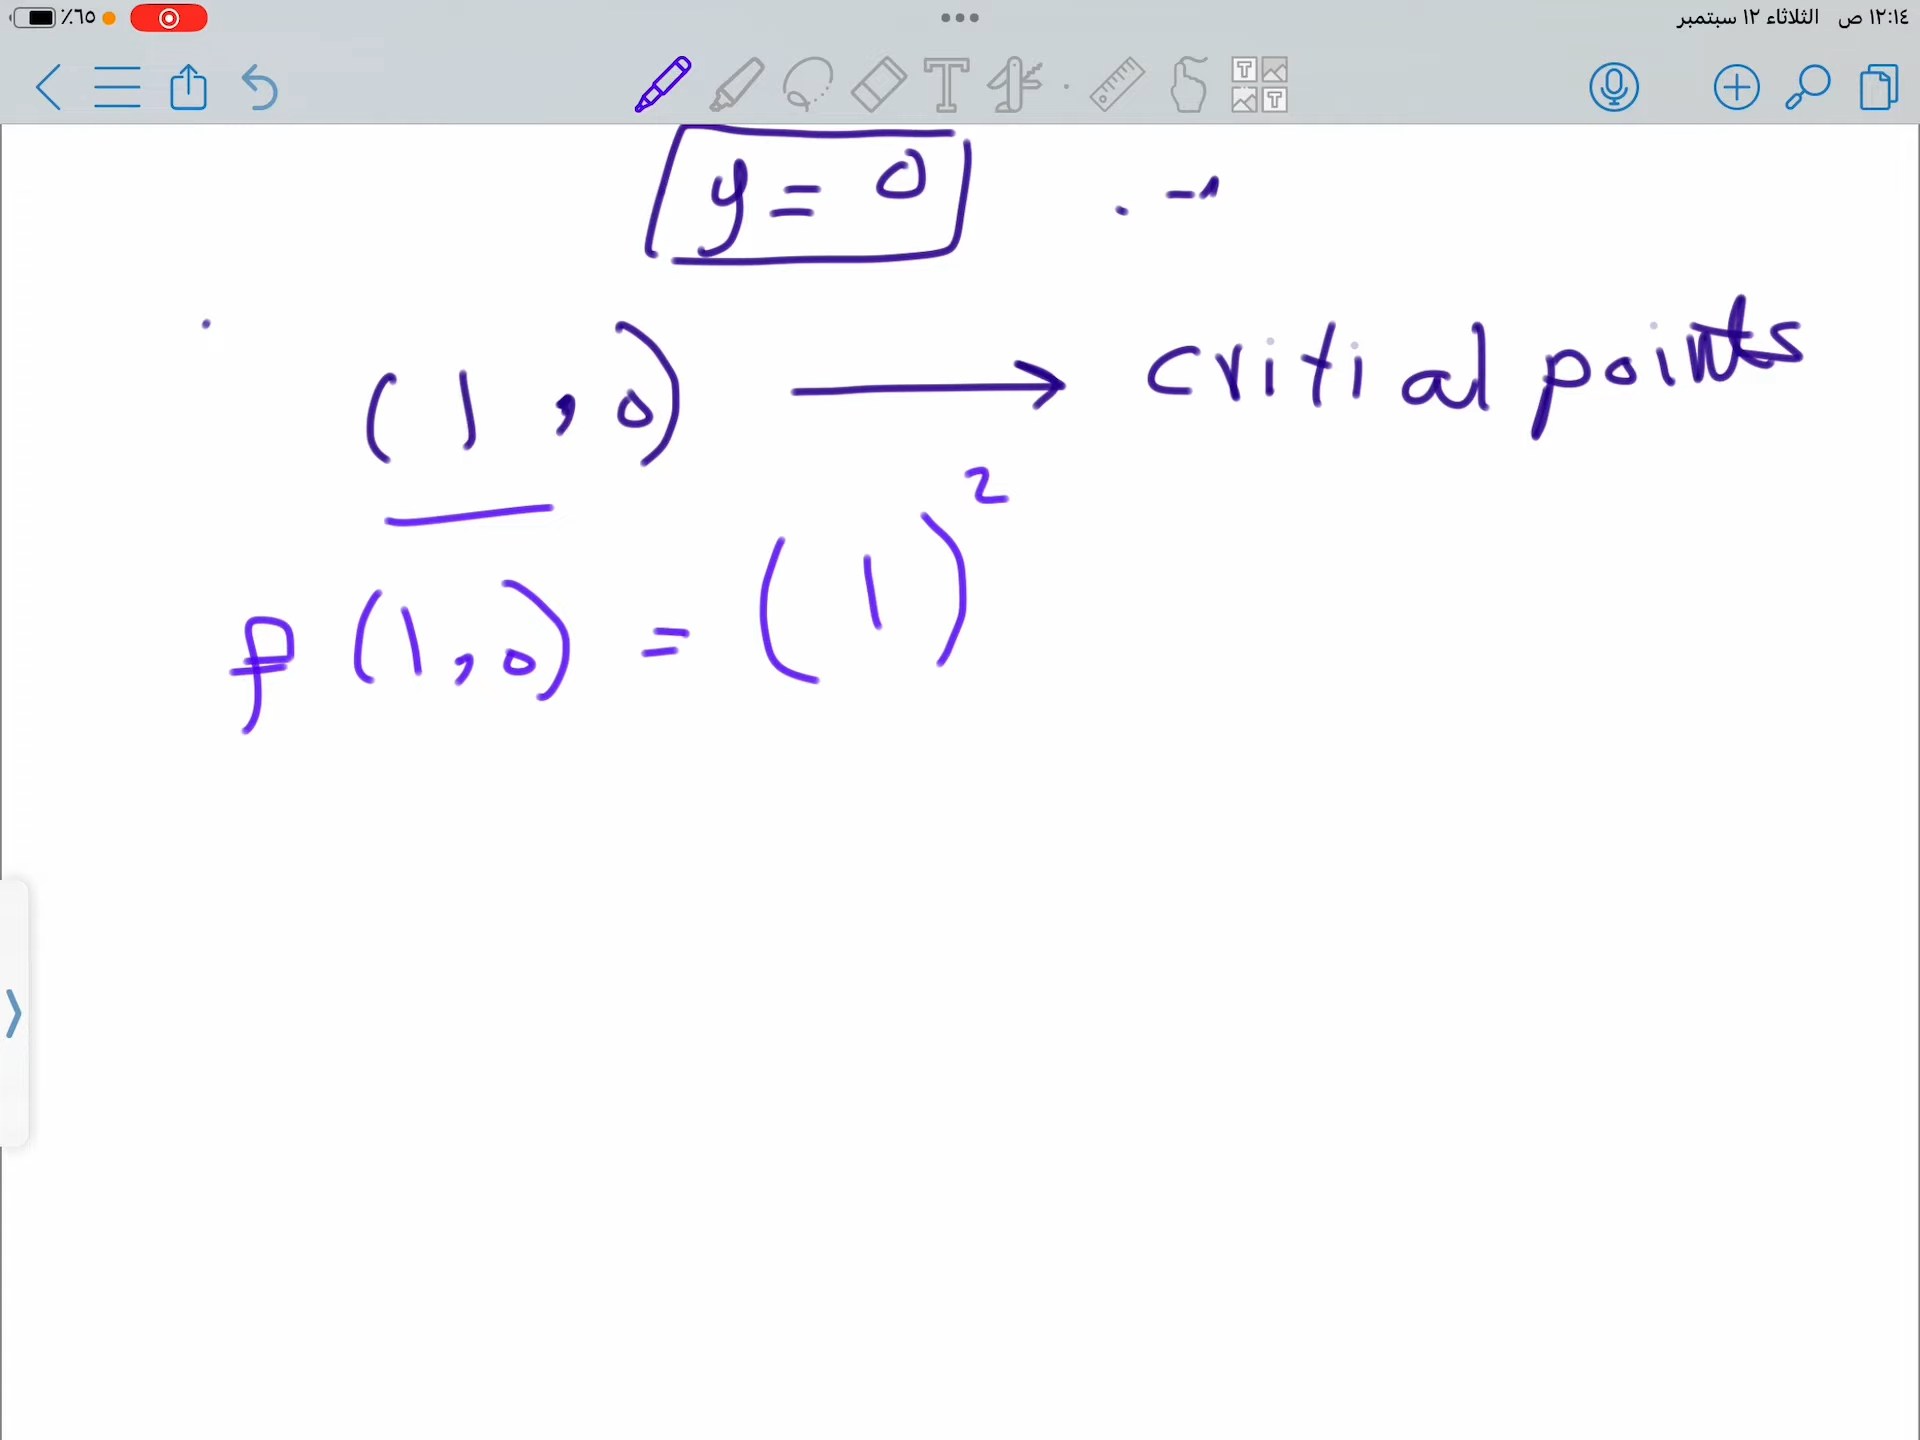 ٪٦٥ ١٢:١٤ ص الثلاثاء ١٢ سبتمبر
y = 0
(1 , 0) → critial points
f (1, 0) = ( 1 )²